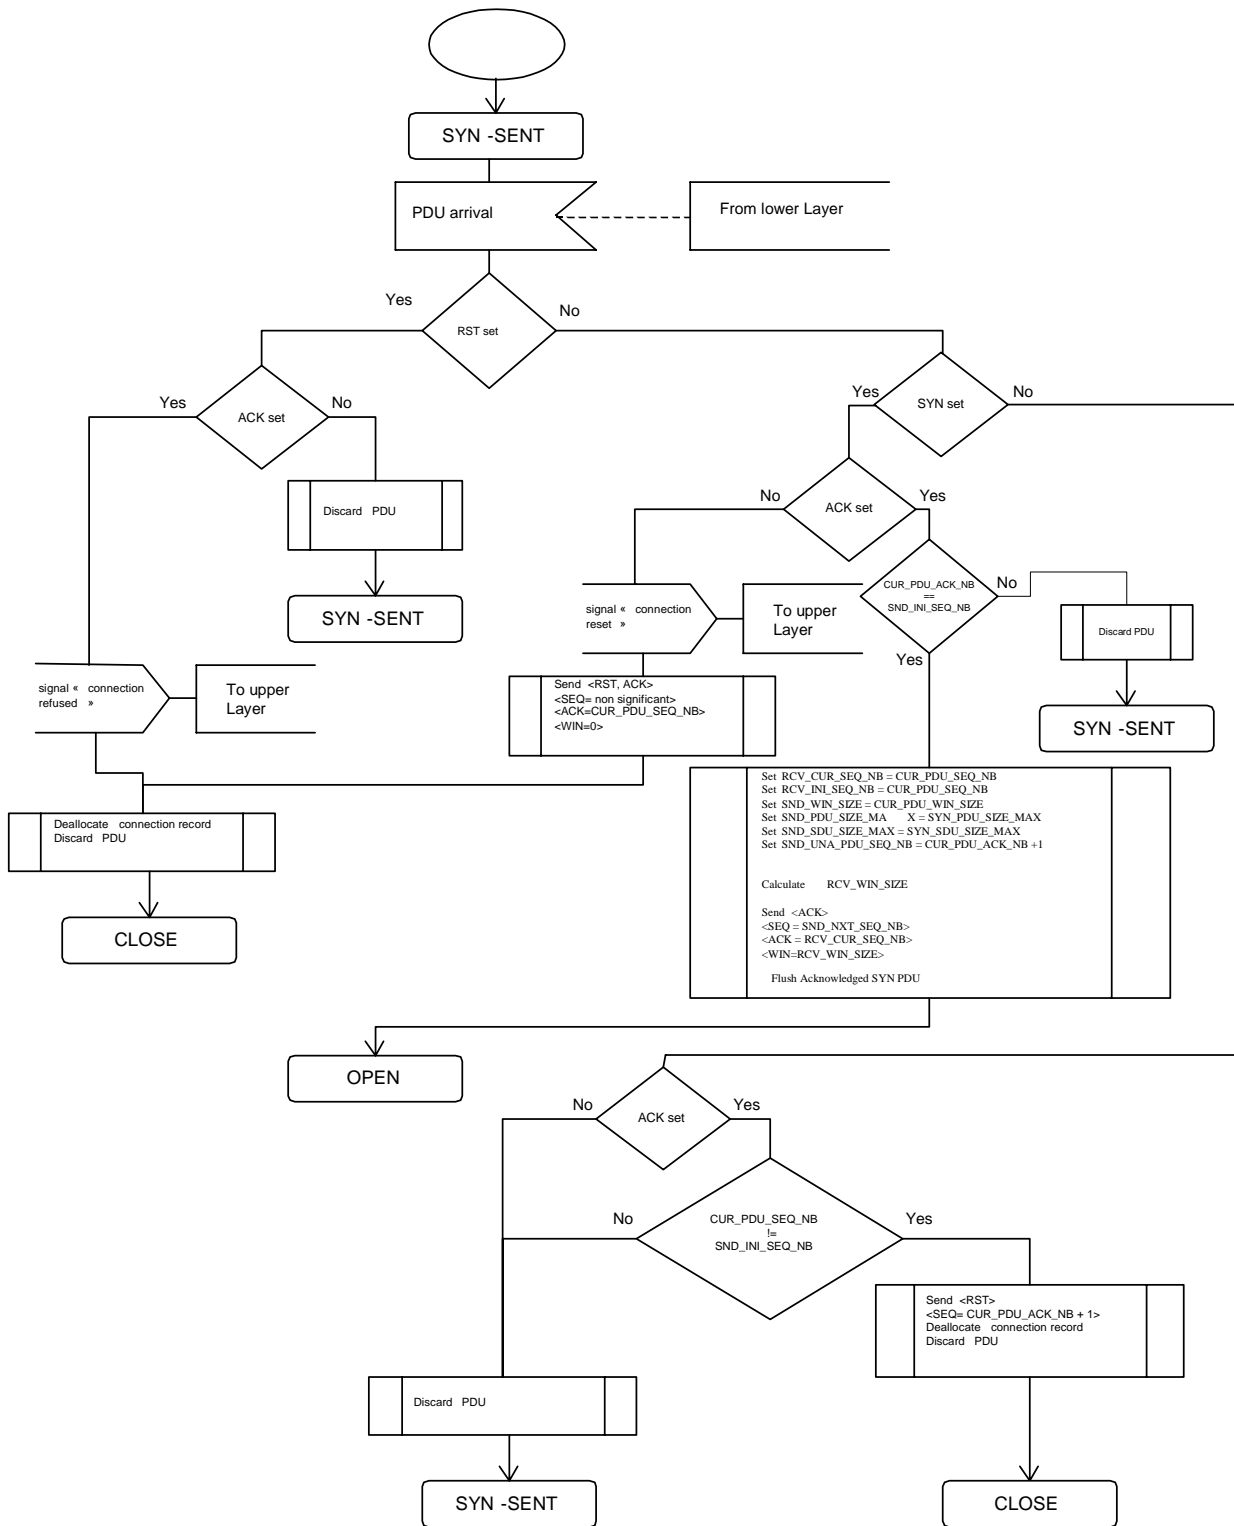 SYN -SENT
PDU arrival
From lower Layer
Yes
No
RST set
Yes
No
ACK set
Yes
No
SYN set
Discard PDU
SYN -SENT
No
Yes
ACK set
CUR_PDU_ACK_NB
==
SND_INI_SEQ_NB
No
Yes
Discard PDU
SYN -SENT
signal « connection
reset »
To upper
Layer
signal « connection
refused »
To upper
Layer
Send <RST, ACK>
<SEQ= non significant>
<ACK=CUR_PDU_SEQ_NB>
<WIN=0>
Deallocate connection record
Discard PDU
CLOSE
Set RCV_CUR_SEQ_NB = CUR_PDU_SEQ_NB
Set RCV_INI_SEQ_NB = CUR_PDU_SEQ_NB
Set SND_WIN_SIZE = CUR_PDU_WIN_SIZE
Set SND_PDU_SIZE_MA X = SYN_PDU_SIZE_MAX
Set SND_SDU_SIZE_MAX = SYN_SDU_SIZE_MAX
Set SND_UNA_PDU_SEQ_NB = CUR_PDU_ACK_NB +1
Calculate RCV_WIN_SIZE
Send <ACK>
<SEQ = SND_NXT_SEQ_NB>
<ACK = RCV_CUR_SEQ_NB>
<WIN=RCV_WIN_SIZE>
Flush Acknowledged SYN PDU
OPEN
No
Yes
ACK set
No
Yes
CUR_PDU_SEQ_NB
!=
SND_INI_SEQ_NB
Send <RST>
<SEQ= CUR_PDU_ACK_NB + 1>
Deallocate connection record
Discard PDU
Discard PDU
SYN -SENT
CLOSE